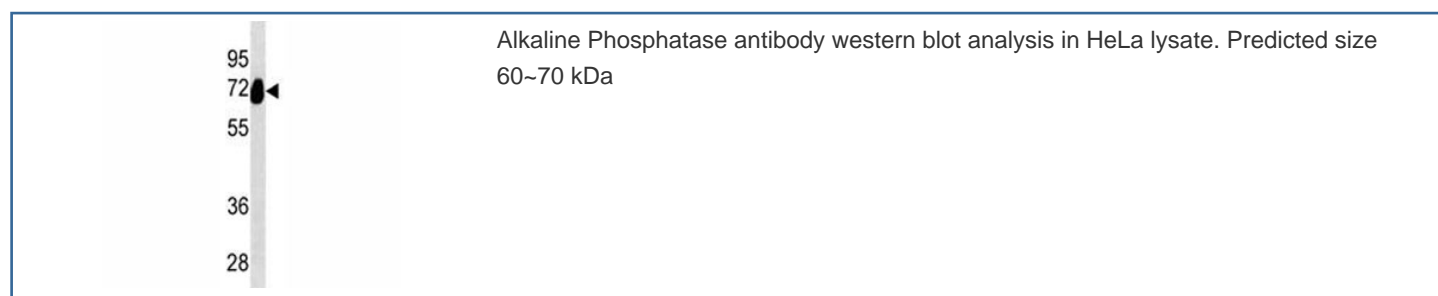 95
72
55
36
28
Alkaline Phosphatase antibody western blot analysis in HeLa lysate. Predicted size
60~70 kDa